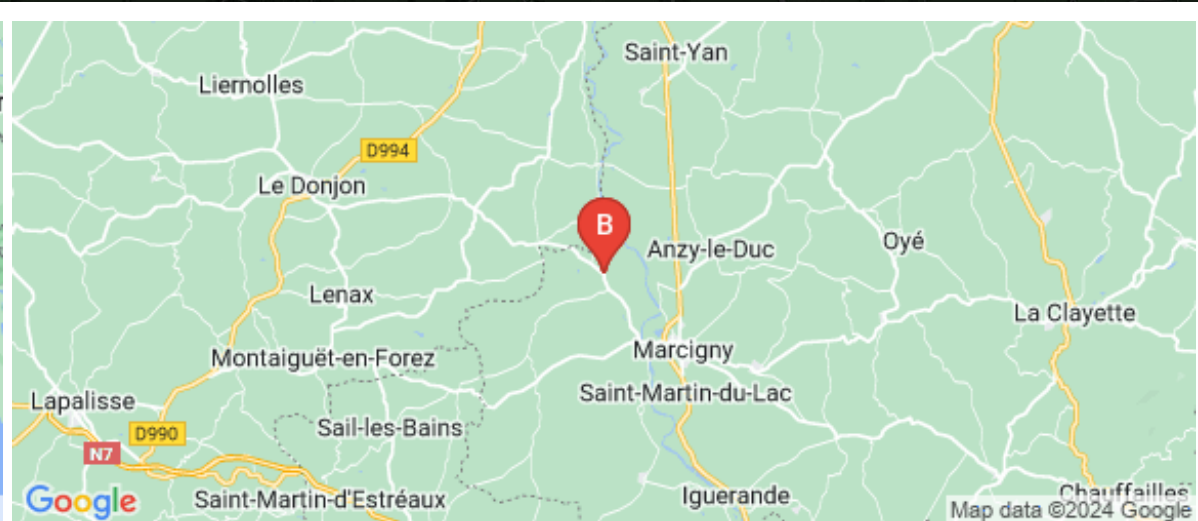 Saint-Yan
Liernolles
D994
Le Donjon
B
Anzy-le-Duc
Oyé
Lenax
La Clayette
Montaiguët-en-Forez
Marcigny
Saint-Martin-du-Lac
Lapalisse
Sail-les-Bains
D990
N7
Google
Saint-Martin-d'Estréaux
Iguerande
Chauffailles
Map data ©2024 Google